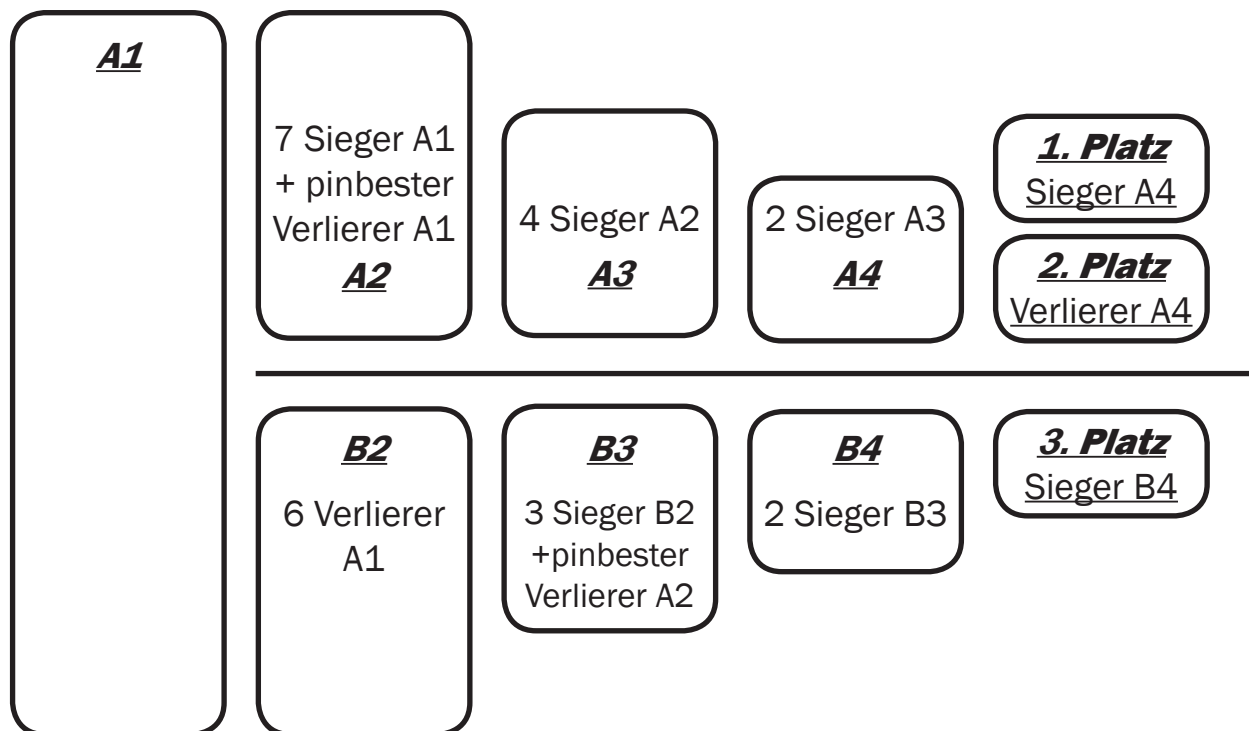 A1
7 Sieger A1
+ pinbester
Verlierer A1
A2
4 Sieger A2
A3
2 Sieger A3
A4
1. Platz
Sieger A4
2. Platz
Verlierer A4
B2
6 Verlierer
A1
B3
3 Sieger B2
+pinbester
Verlierer A2
B4
2 Sieger B3
3. Platz
Sieger B4